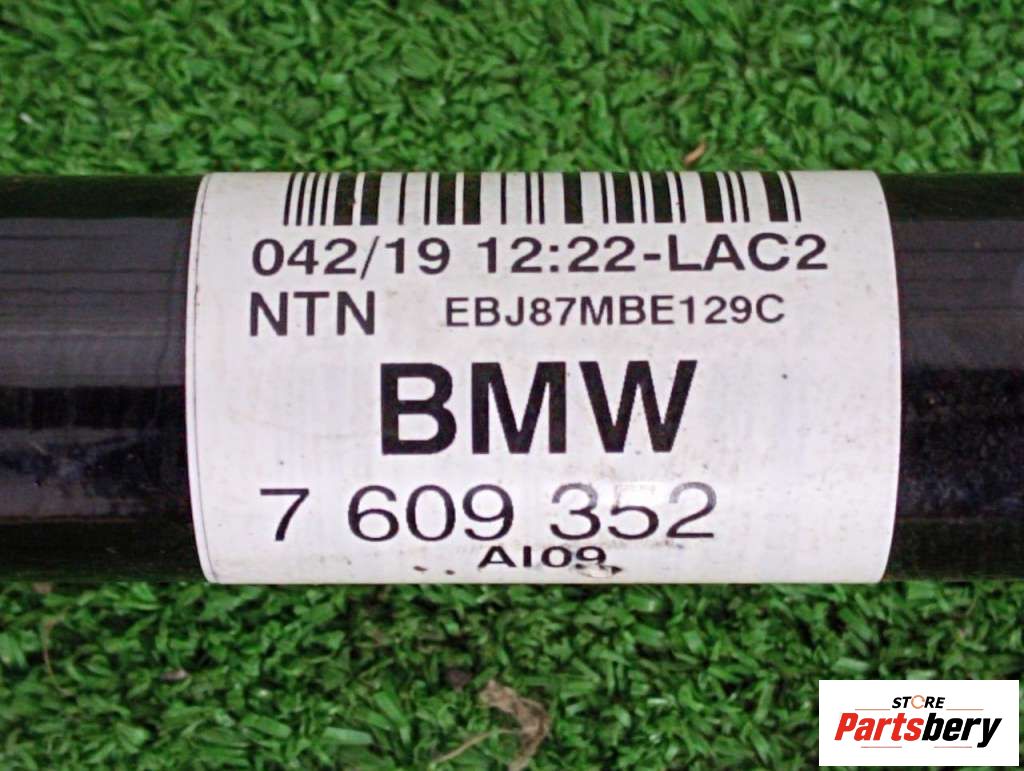 042/19 12:22-LAC2
NTN EBJ87MBE129C
BMW
7 609 352
AI09
STORE
Partsbery